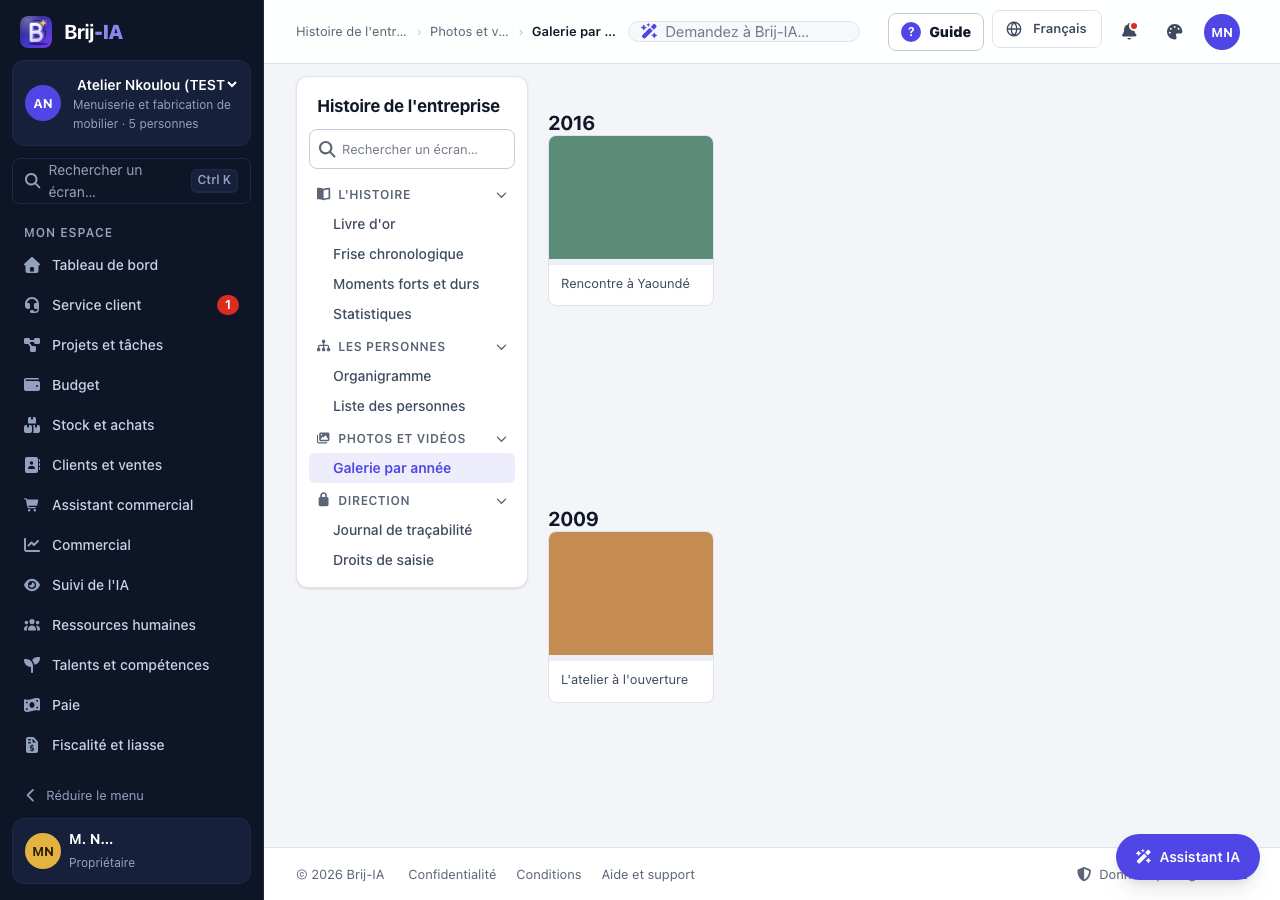 Brij-IA
Atelier Nkoulou (TEST
AN
Menuiserie et fabrication de
mobilier · 5 personnes
Rechercher un
écran...
Ctrl K
MON ESPACE
Tableau de bord
Service client
1
Projets et tâches
Budget
Stock et achats
Clients et ventes
Assistant commercial
Commercial
Suivi de l'IA
Ressources humaines
Talents et compétences
Paie
Fiscalité et liasse
Réduire le menu
MN
M. N...
Propriétaire
Histoire de l'entr... › Photos et v... › Galerie par ...
Demandez à Brij-IA...
? Guide
Français
MN
Histoire de l'entreprise
Rechercher un écran...
L'HISTOIRE
Livre d'or
Frise chronologique
Moments forts et durs
Statistiques
LES PERSONNES
Organigramme
Liste des personnes
PHOTOS ET VIDÉOS
Galerie par année
DIRECTION
Journal de traçabilité
Droits de saisie
2016
Rencontre à Yaoundé
2009
L'atelier à l'ouverture
© 2026 Brij-IA
Confidentialité
Conditions
Aide et support
Assistant IA